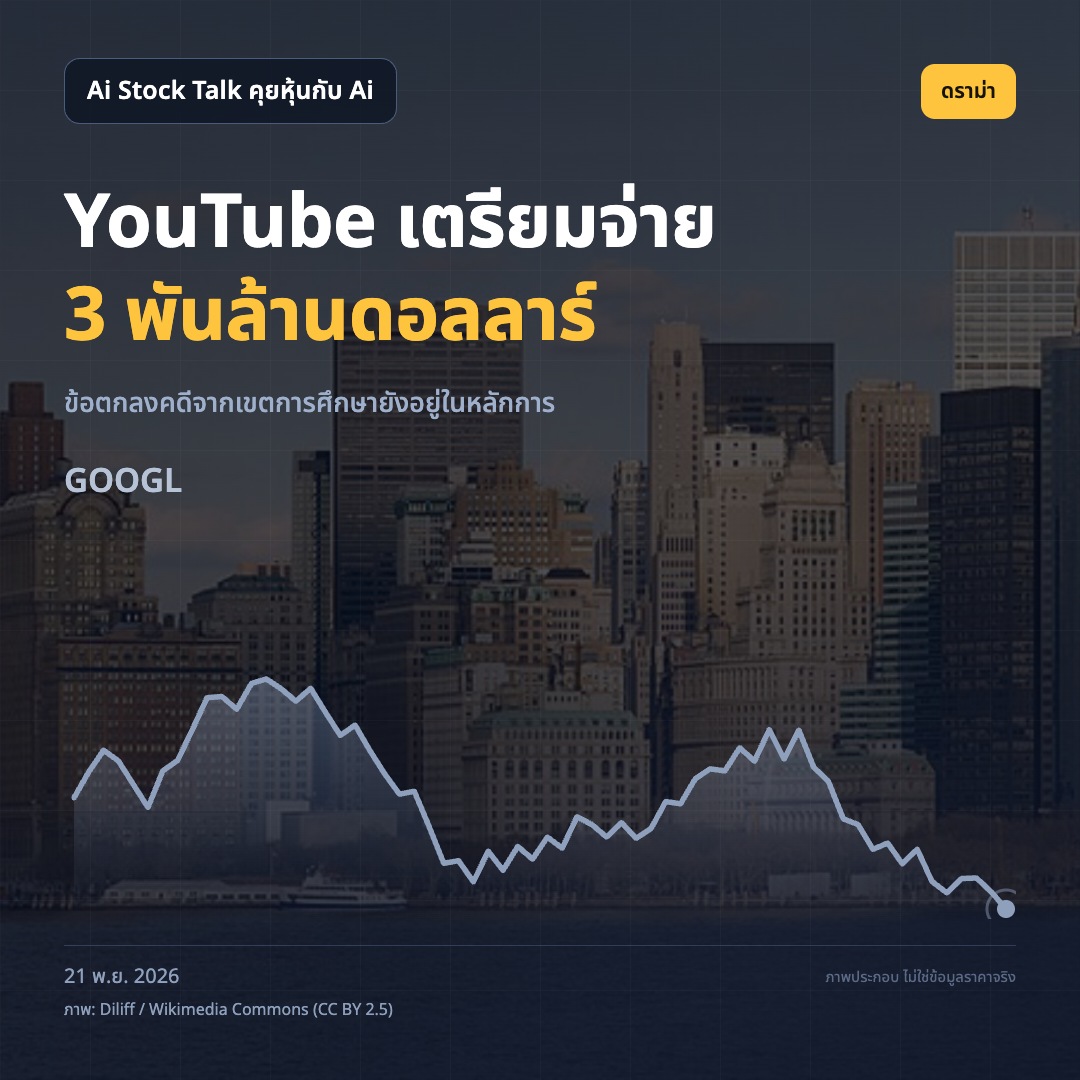 Ai Stock Talk คุยหุ้นกับ Ai
ดราม่า
YouTube เตรียมจ่าย
3 พันล้านดอลลาร์
ข้อตกลงคดีจากเขตการศึกษายังอยู่ในหลักการ
GOOGL
21 พ.ย. 2026
ภาพประกอบ ไม่ใช่ข้อมูลราคาจริง
ภาพ: Diliff / Wikimedia Commons (CC BY 2.5)